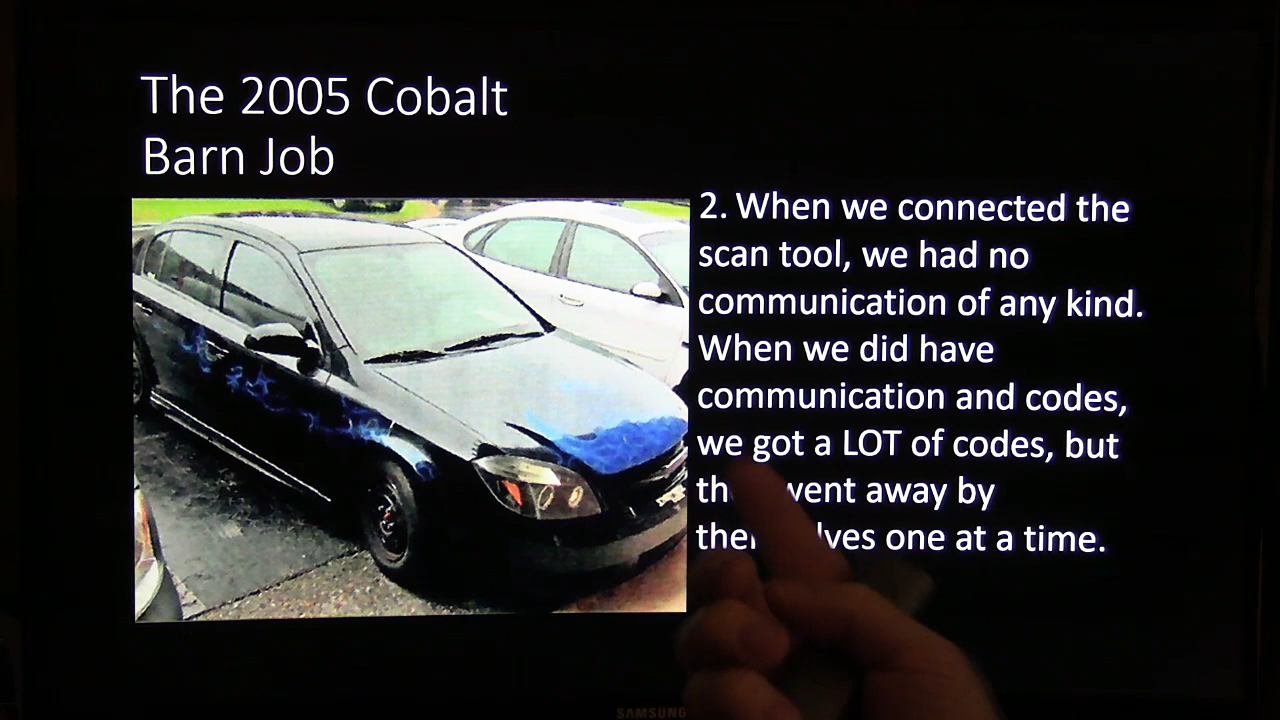 The 2005 Cobalt
Barn Job
2. When we connected the
scan tool, we had no
communication of any kind.
When we did have
communication and codes,
we got a LOT of codes, but
went away by
one at a time.
SAMSUNG